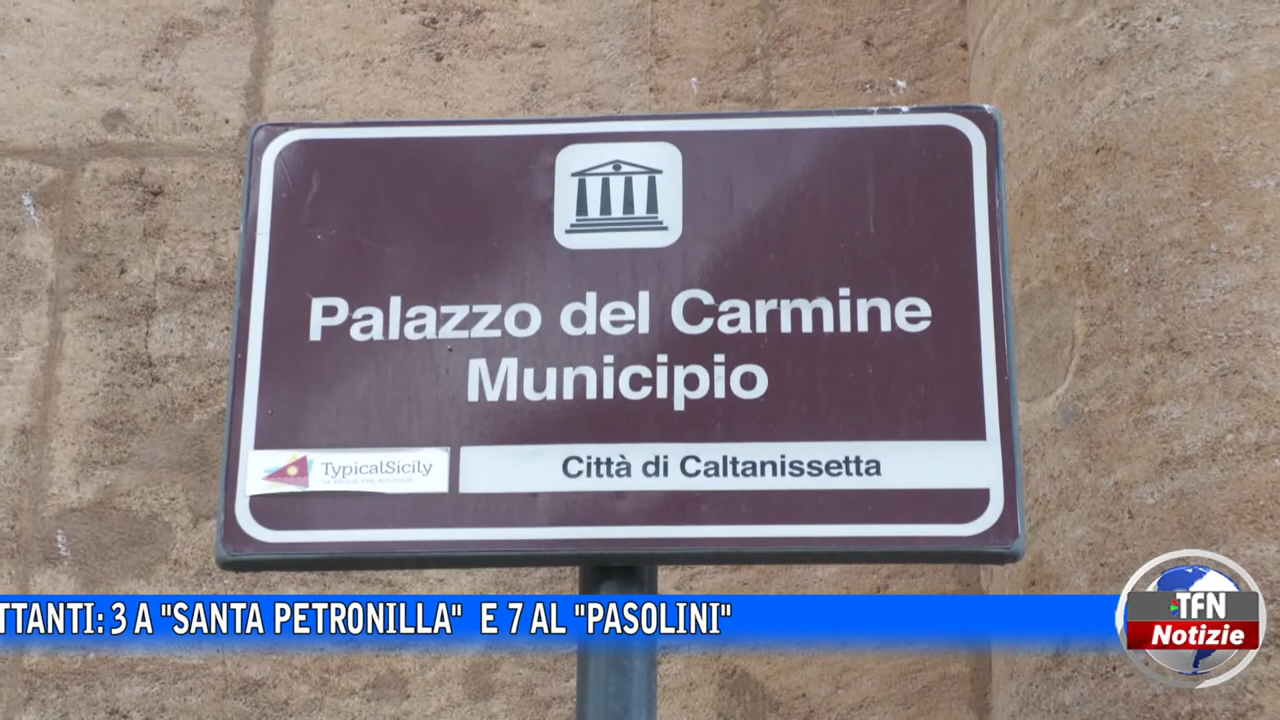 Palazzo del Carmine
Municipio
TypicalSicily
Città di Caltanissetta
TTANTI: 3 A "SANTA PETRONILLA" E 7 AL "PASOLINI"
TFN
Notizie